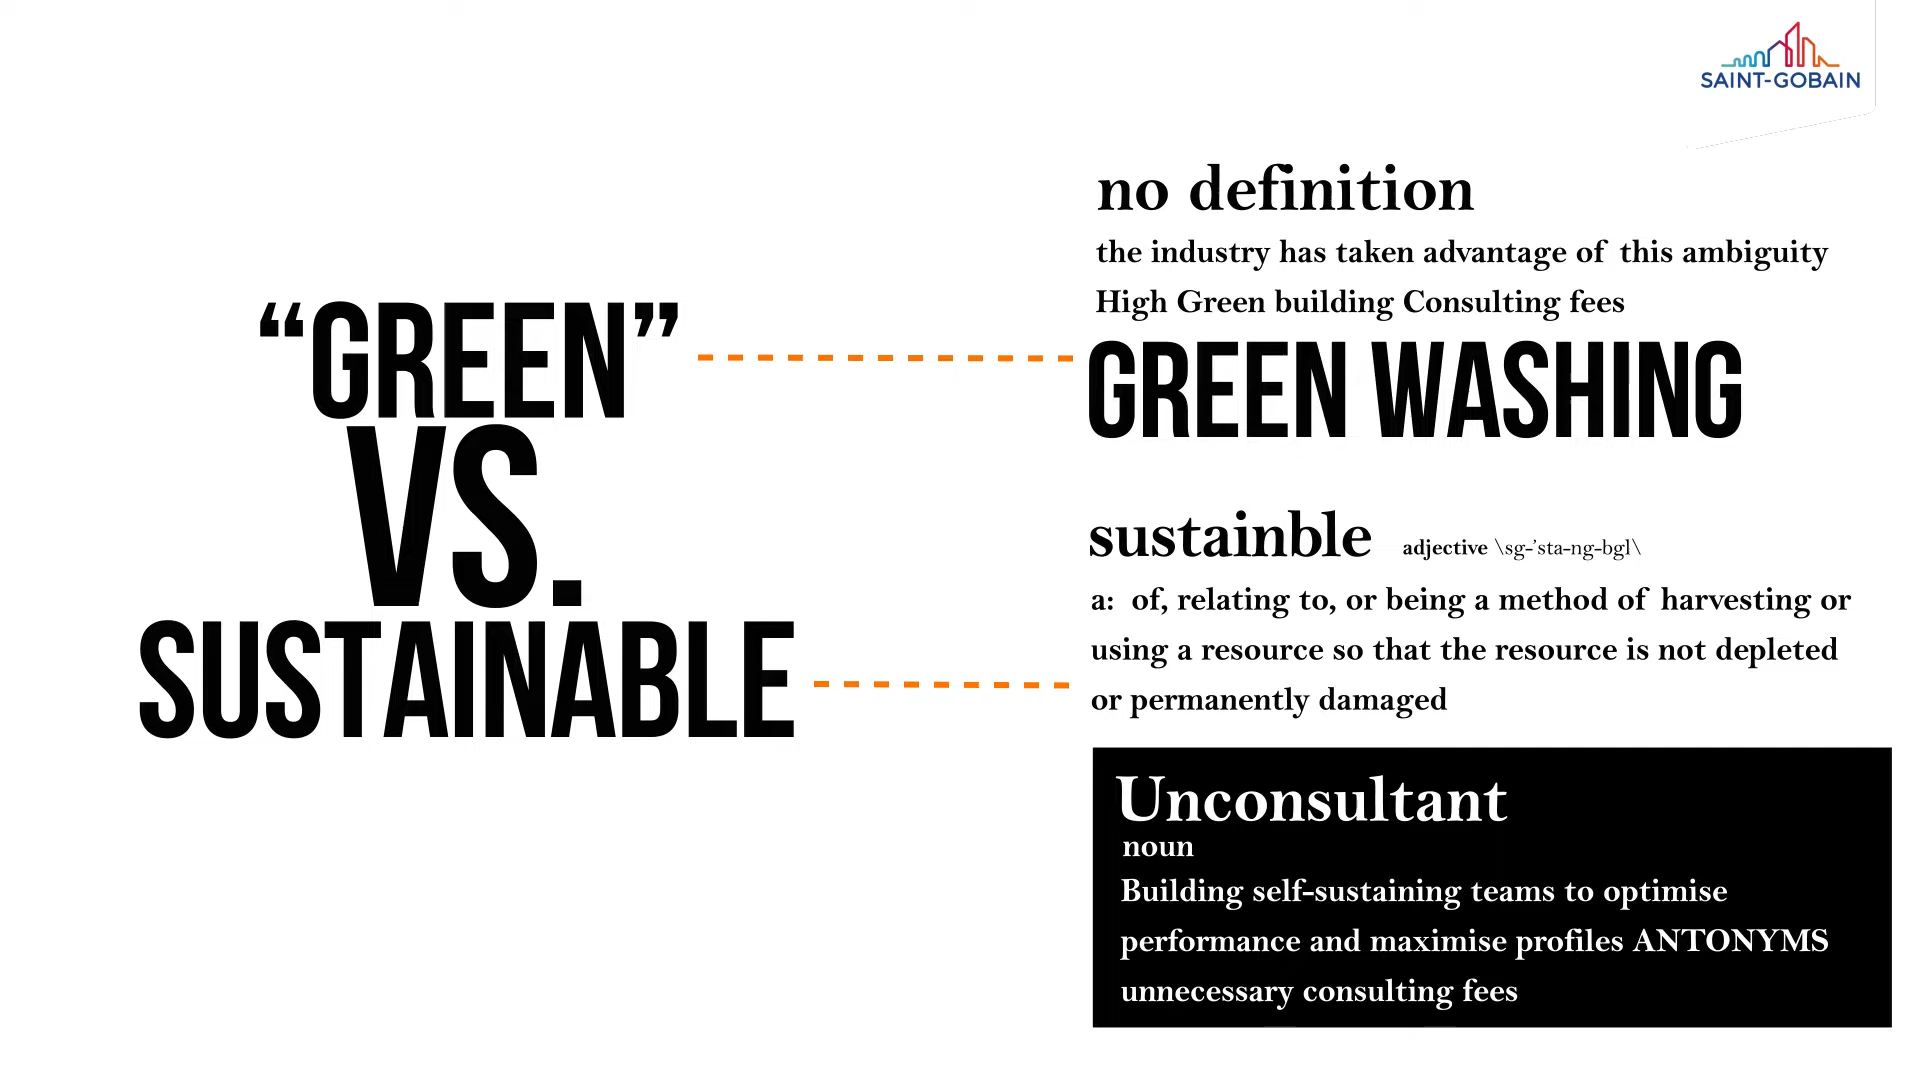 SAINT-GOBAIN
“GREEN”
VS.
SUSTAINABLE
no definition
the industry has taken advantage of this ambiguity
High Green building Consulting fees
GREEN WASHING
sustainble adjective \sg-’sta-ng-bgl\
a: of, relating to, or being a method of harvesting or
using a resource so that the resource is not depleted
or permanently damaged
Unconsultant
noun
Building self-sustaining teams to optimise
performance and maximise profiles ANTONYMS
unnecessary consulting fees